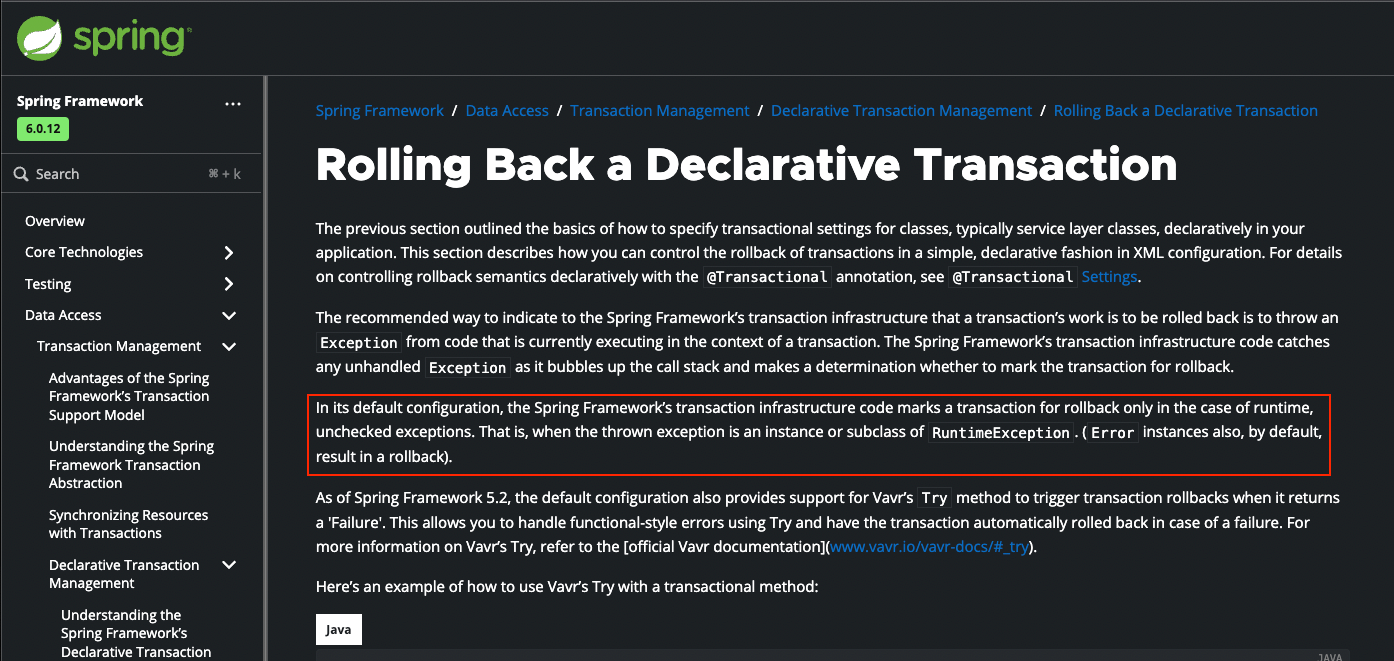 spring
Spring Framework
...
6.0.12
Search ⌘ + k
Overview
Core Technologies
Testing
Data Access
Transaction Management
Advantages of the Spring
Framework's Transaction
Support Model
Understanding the Spring
Framework Transaction
Abstraction
Synchronizing Resources
with Transactions
Declarative Transaction
Management
Understanding the
Spring Framework's
Declarative Transaction
Spring Framework / Data Access / Transaction Management / Declarative Transaction Management / Rolling Back a Declarative Transaction
Rolling Back a Declarative Transaction
The previous section outlined the basics of how to specify transactional settings for classes, typically service layer classes, declaratively in your
application. This section describes how you can control the rollback of transactions in a simple, declarative fashion in XML configuration. For details
on controlling rollback semantics declaratively with the @Transactional annotation, see @Transactional Settings.
The recommended way to indicate to the Spring Framework's transaction infrastructure that a transaction's work is to be rolled back is to throw an
Exception from code that is currently executing in the context of a transaction. The Spring Framework's transaction infrastructure code catches
any unhandled Exception as it bubbles up the call stack and makes a determination whether to mark the transaction for rollback.
In its default configuration, the Spring Framework's transaction infrastructure code marks a transaction for rollback only in the case of runtime,
unchecked exceptions. That is, when the thrown exception is an instance or subclass of RuntimeException. ( Error instances also, by default,
result in a rollback).
As of Spring Framework 5.2, the default configuration also provides support for Vavr's Try method to trigger transaction rollbacks when it returns
a 'Failure'. This allows you to handle functional-style errors using Try and have the transaction automatically rolled back in case of a failure. For
more information on Vavr's Try, refer to the [official Vavr documentation](www.vavr.io/vavr-docs/#_try).
Here's an example of how to use Vavr's Try with a transactional method:
Java
JAVA